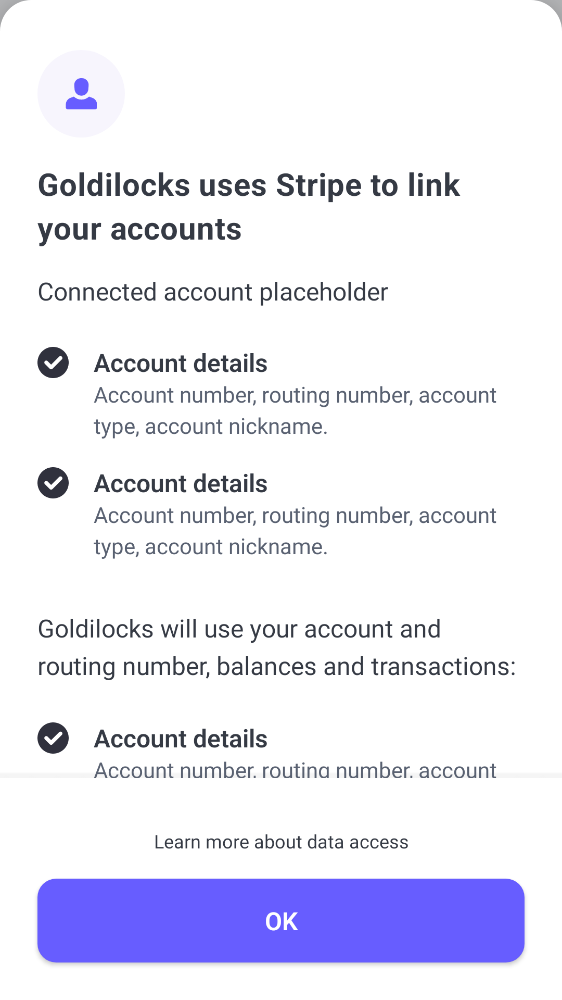 Goldilocks uses Stripe to link
your accounts
Connected account placeholder
Account details
Account number, routing number, account
type, account nickname.
Account details
Account number, routing number, account
type, account nickname.
Goldilocks will use your account and
routing number, balances and transactions:
Account details
Account number, routing number, account
Learn more about data access
OK